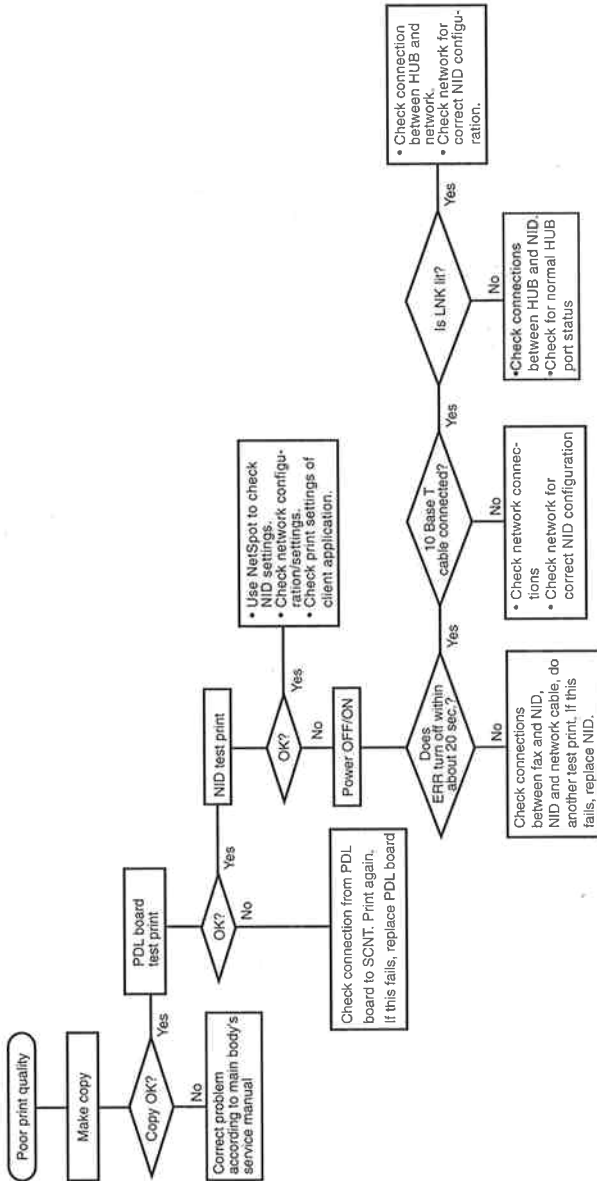 Poor print quality
Make copy
Copy OK?
Yes
No
Correct problem
according to main body's
service manual
PDL board
test print
OK?
Yes
No
Check connection from PDL
board to SCNT. Print again.
If this fails, replace PDL board
NID test print
OK?
Yes
No
• Use NetSpot to check
NID settings.
• Check network configu-
ration/settings.
• Check print settings of
client application.
Power OFF/ON
Does
ERR turn off within
about 20 sec.?
Yes
No
Check connections
between fax and NID,
NID and network cable, do
another test print. If this
fails, replace NID.
10 Base T
cable connected?
Yes
No
• Check network connec-
tions
• Check network for
correct NID configuration
Is LNK lit?
Yes
No
•Check connections
between HUB and NID.
•Check for normal HUB
port status
• Check connection
between HUB and
network.
• Check network for
correct NID configu-
ration.